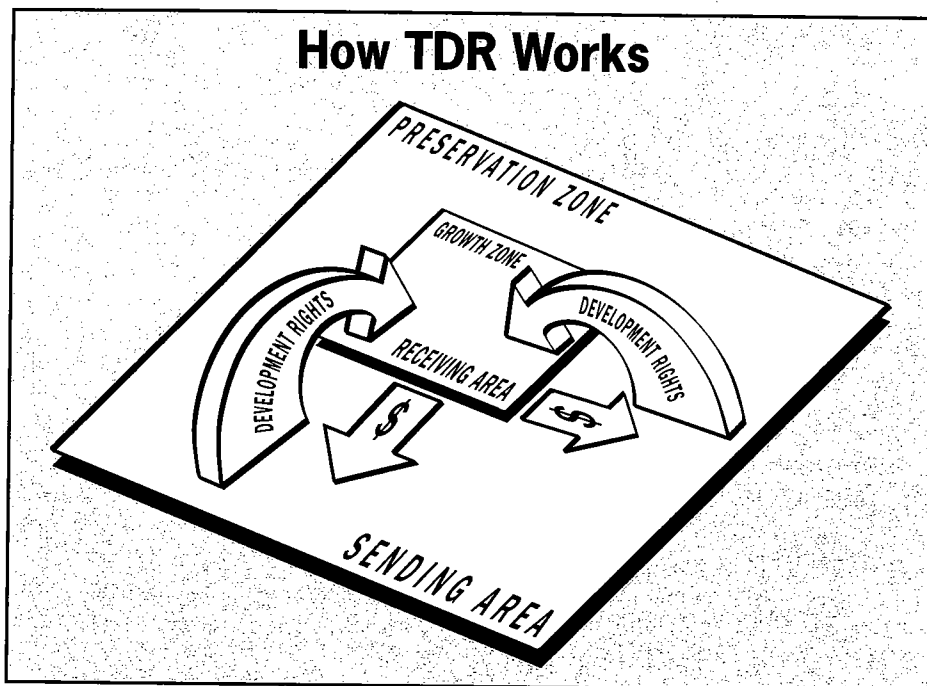 How TDR Works
PRESERVATION ZONE
GROWTH ZONE
DEVELOPMENT RIGHTS
DEVELOPMENT RIGHTS
RECEIVING AREA
$
$
SENDING AREA